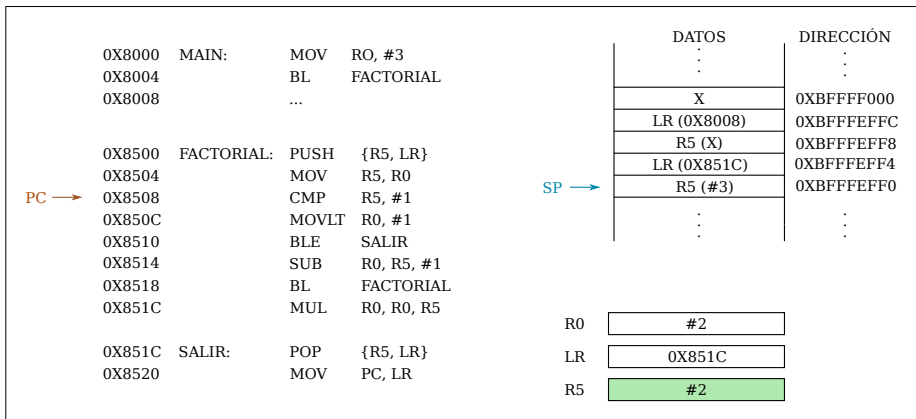 0X8000 MAIN: MOV RO, #3
0X8004 BL FACTORIAL
0X8008 ...
0X8500 FACTORIAL: PUSH {R5, LR}
0X8504 MOV R5, R0
PC 0X8508 CMP R5, #1
0X850C MOVLT R0, #1
0X8510 BLE SALIR
0X8514 SUB R0, R5, #1
0X8518 BL FACTORIAL
0X851C MUL R0, R0, R5
0X851C SALIR: POP {R5, LR}
0X8520 MOV PC, LR
DATOS DIRECCIÓN
X 0XBFFFF000
LR (0X8008) 0XBFFFEFFC
R5 (X) 0XBFFFEFF8
LR (0X851C) 0XBFFFEFF4
SP R5 (#3) 0XBFFFEFF0
R0 #2
LR 0X851C
R5 #2